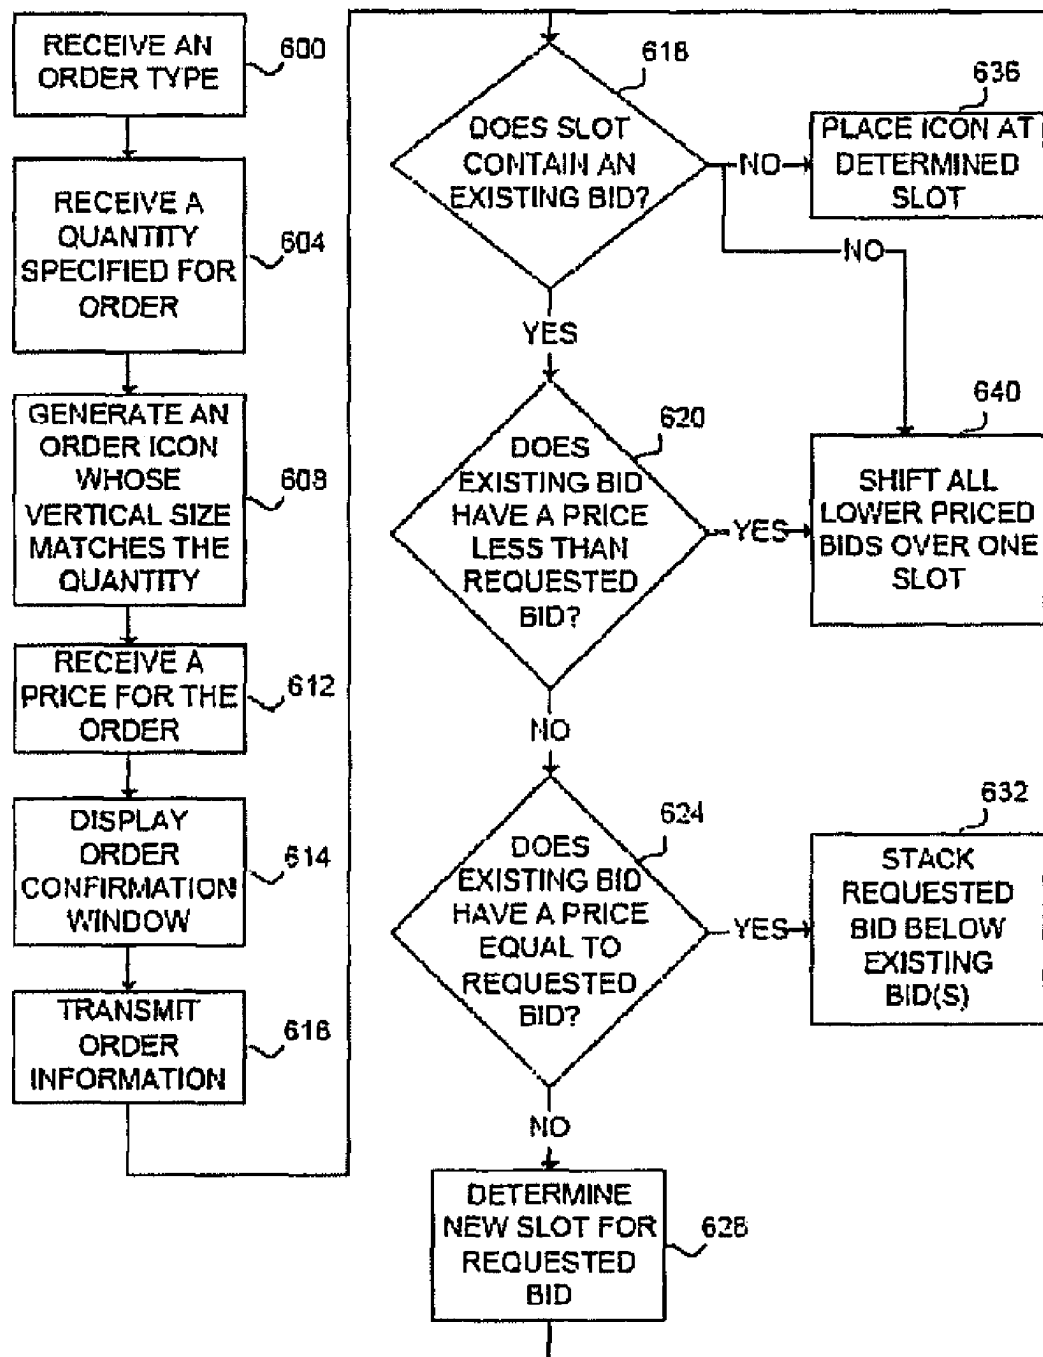 RECEIVE AN
ORDER TYPE
600
RECEIVE A
QUANTITY
SPECIFIED FOR
ORDER
604
GENERATE AN
ORDER ICON
WHOSE
VERTICAL SIZE
MATCHES THE
QUANTITY
608
RECEIVE A
PRICE FOR THE
ORDER
612
DISPLAY
ORDER
CONFIRMATION
WINDOW
614
TRANSMIT
ORDER
INFORMATION
616
DOES SLOT
CONTAIN AN
EXISTING BID?
618
NO
PLACE ICON AT
DETERMINED
SLOT
636
NO
YES
DOES
EXISTING BID
HAVE A PRICE
LESS THAN
REQUESTED
BID?
620
YES
SHIFT ALL
LOWER PRICED
BIDS OVER ONE
SLOT
640
NO
DOES
EXISTING BID
HAVE A PRICE
EQUAL TO
REQUESTED
BID?
624
YES
STACK
REQUESTED
BID BELOW
EXISTING
BID(S)
632
NO
DETERMINE
NEW SLOT FOR
REQUESTED
BID
628